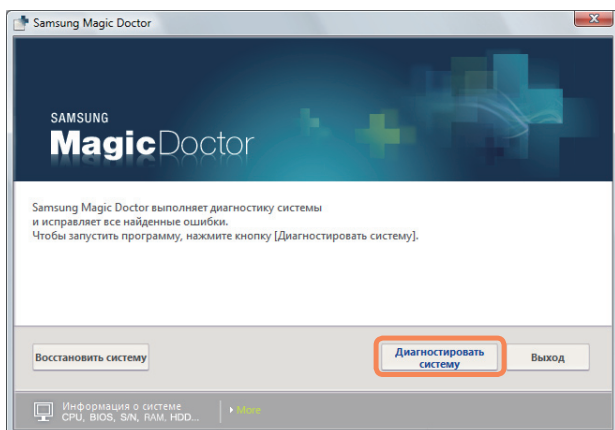 Samsung Magic Doctor
SAMSUNG
MagicDoctor
Samsung Magic Doctor выполняет диагностику системы
и исправляет все найденные ошибки.
Чтобы запустить программу, нажмите кнопку [Диагностировать систему].
Восстановить систему
Диагностировать
систему
Выход
Информация о системе
CPU, BIOS, S/N, RAM, HDD...
More